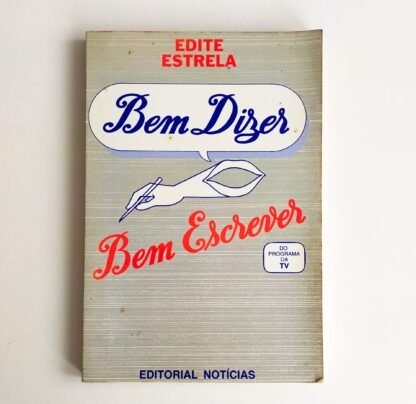 EDITE
ESTRELA
Bem Dizer
Bem Escrever
DO
PROGRAMA
DA
TV
EDITORIAL NOTÍCIAS